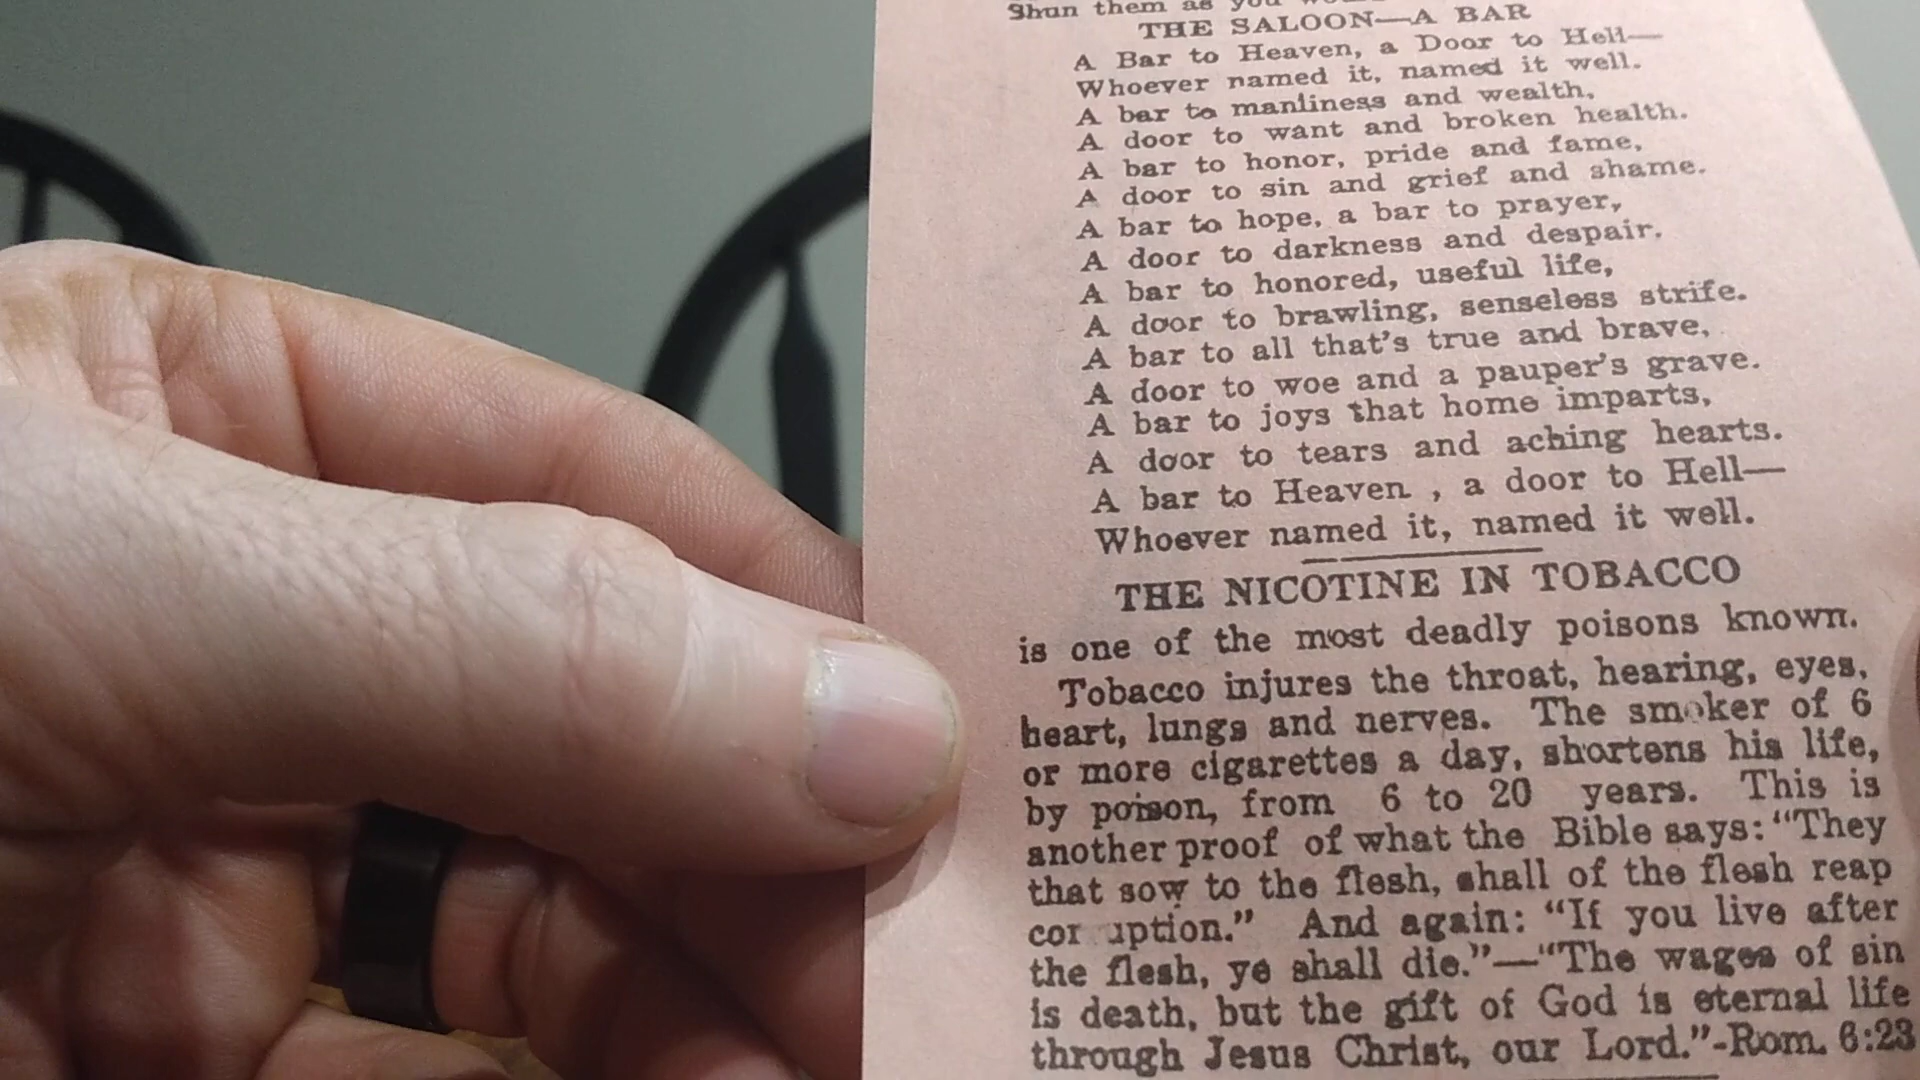 Shun them as you
THE SALOON—A BAR
A Bar to Heaven, a Door to Hell—
Whoever named it, named it well.
A bar to manliness and wealth,
A door to want and broken health.
A bar to honor, pride and fame,
A door to sin and grief and shame.
A bar to hope, a bar to prayer,
A door to darkness and despair.
A bar to honored, useful life,
A door to brawling, senseless strife.
A bar to all that's true and brave,
A door to woe and a pauper's grave.
A bar to joys that home imparts,
A door to tears and aching hearts.
A bar to Heaven , a door to Hell—
Whoever named it, named it well.
THE NICOTINE IN TOBACCO
is one of the most deadly poisons known.
Tobacco injures the throat, hearing, eyes,
heart, lungs and nerves. The smoker of 6
or more cigarettes a day, shortens his life,
by poison, from 6 to 20 years. This is
another proof of what the Bible says: "They
that sow to the flesh, shall of the flesh reap
cor uption." And again: "If you live after
the flesh, ye shall die."—"The wages of sin
is death, but the gift of God is eternal life
through Jesus Christ, our Lord."-Rom. 6:23